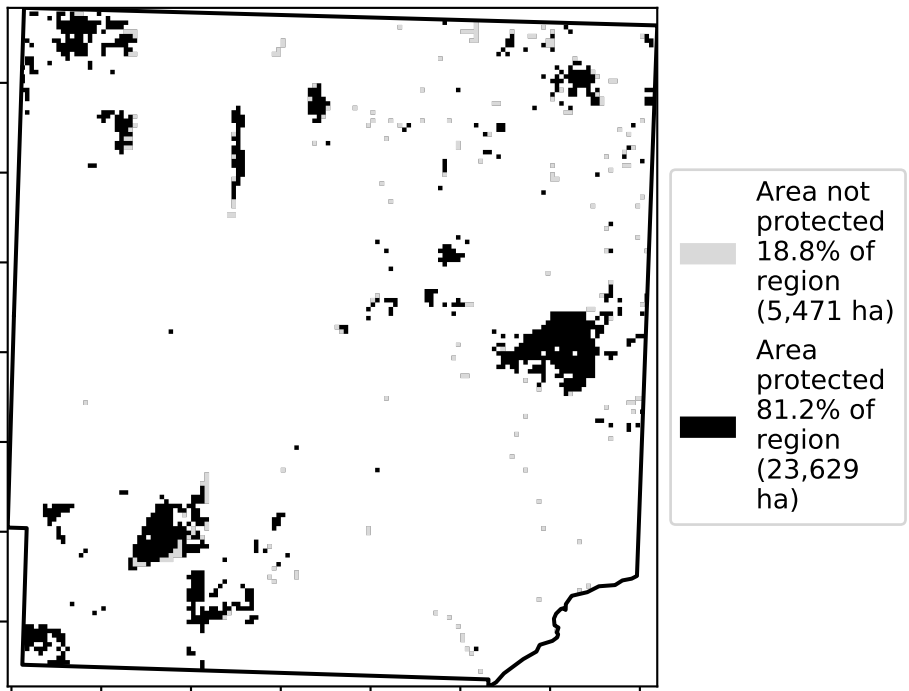 Area not
protected
18.8% of
region
(5,471 ha)
Area
protected
81.2% of
region
(23,629
ha)